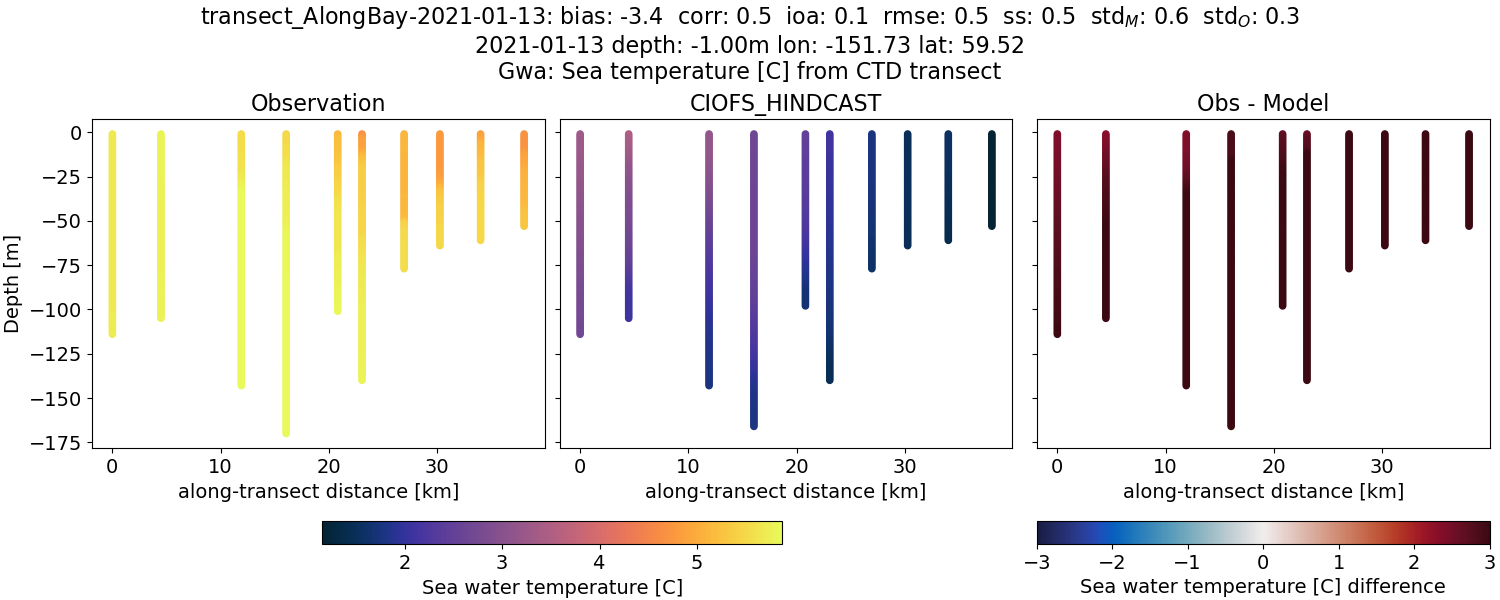 transect_AlongBay-2021-01-13: bias: -3.4 corr: 0.5 ioa: 0.1 rmse: 0.5 ss: 0.5 std_M: 0.6 std_O: 0.3
2021-01-13 depth: -1.00m lon: -151.73 lat: 59.52
Gwa: Sea temperature [C] from CTD transect
Observation CIOFS_HINDCAST Obs - Model
Depth [m]
0
−25
−50
−75
−100
−125
−150
−175
0 10 20 30 0 10 20 30 0 10 20 30
along-transect distance [km] along-transect distance [km] along-transect distance [km]
2 3 4 5 −3 −2 −1 0 1 2 3
Sea water temperature [C] Sea water temperature [C] difference